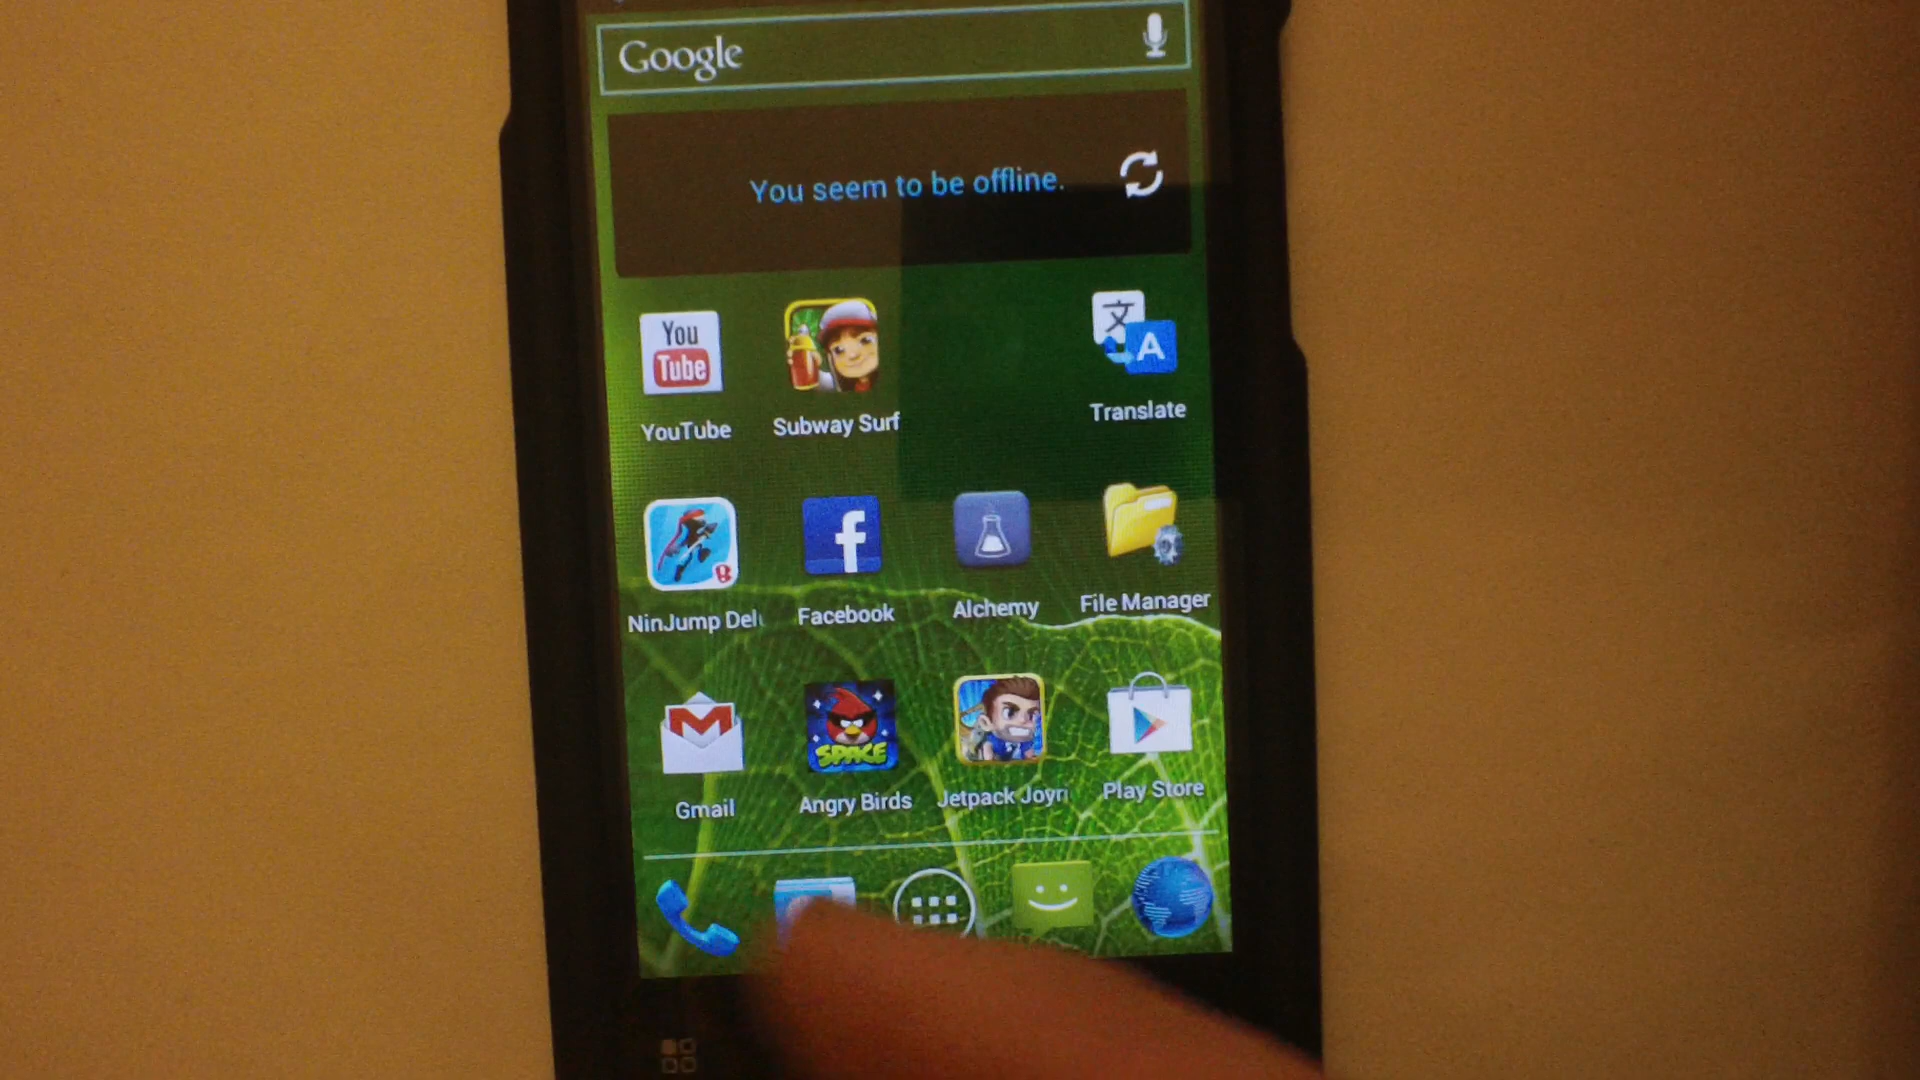 Google
You seem to be offline.
You
Tube
文
A
YouTube
Subway Surf
Translate
f
NinJump Del
Facebook
Alchemy
File Manager
SPACE
Gmail
Angry Birds
Jetpack Joyri
Play Store